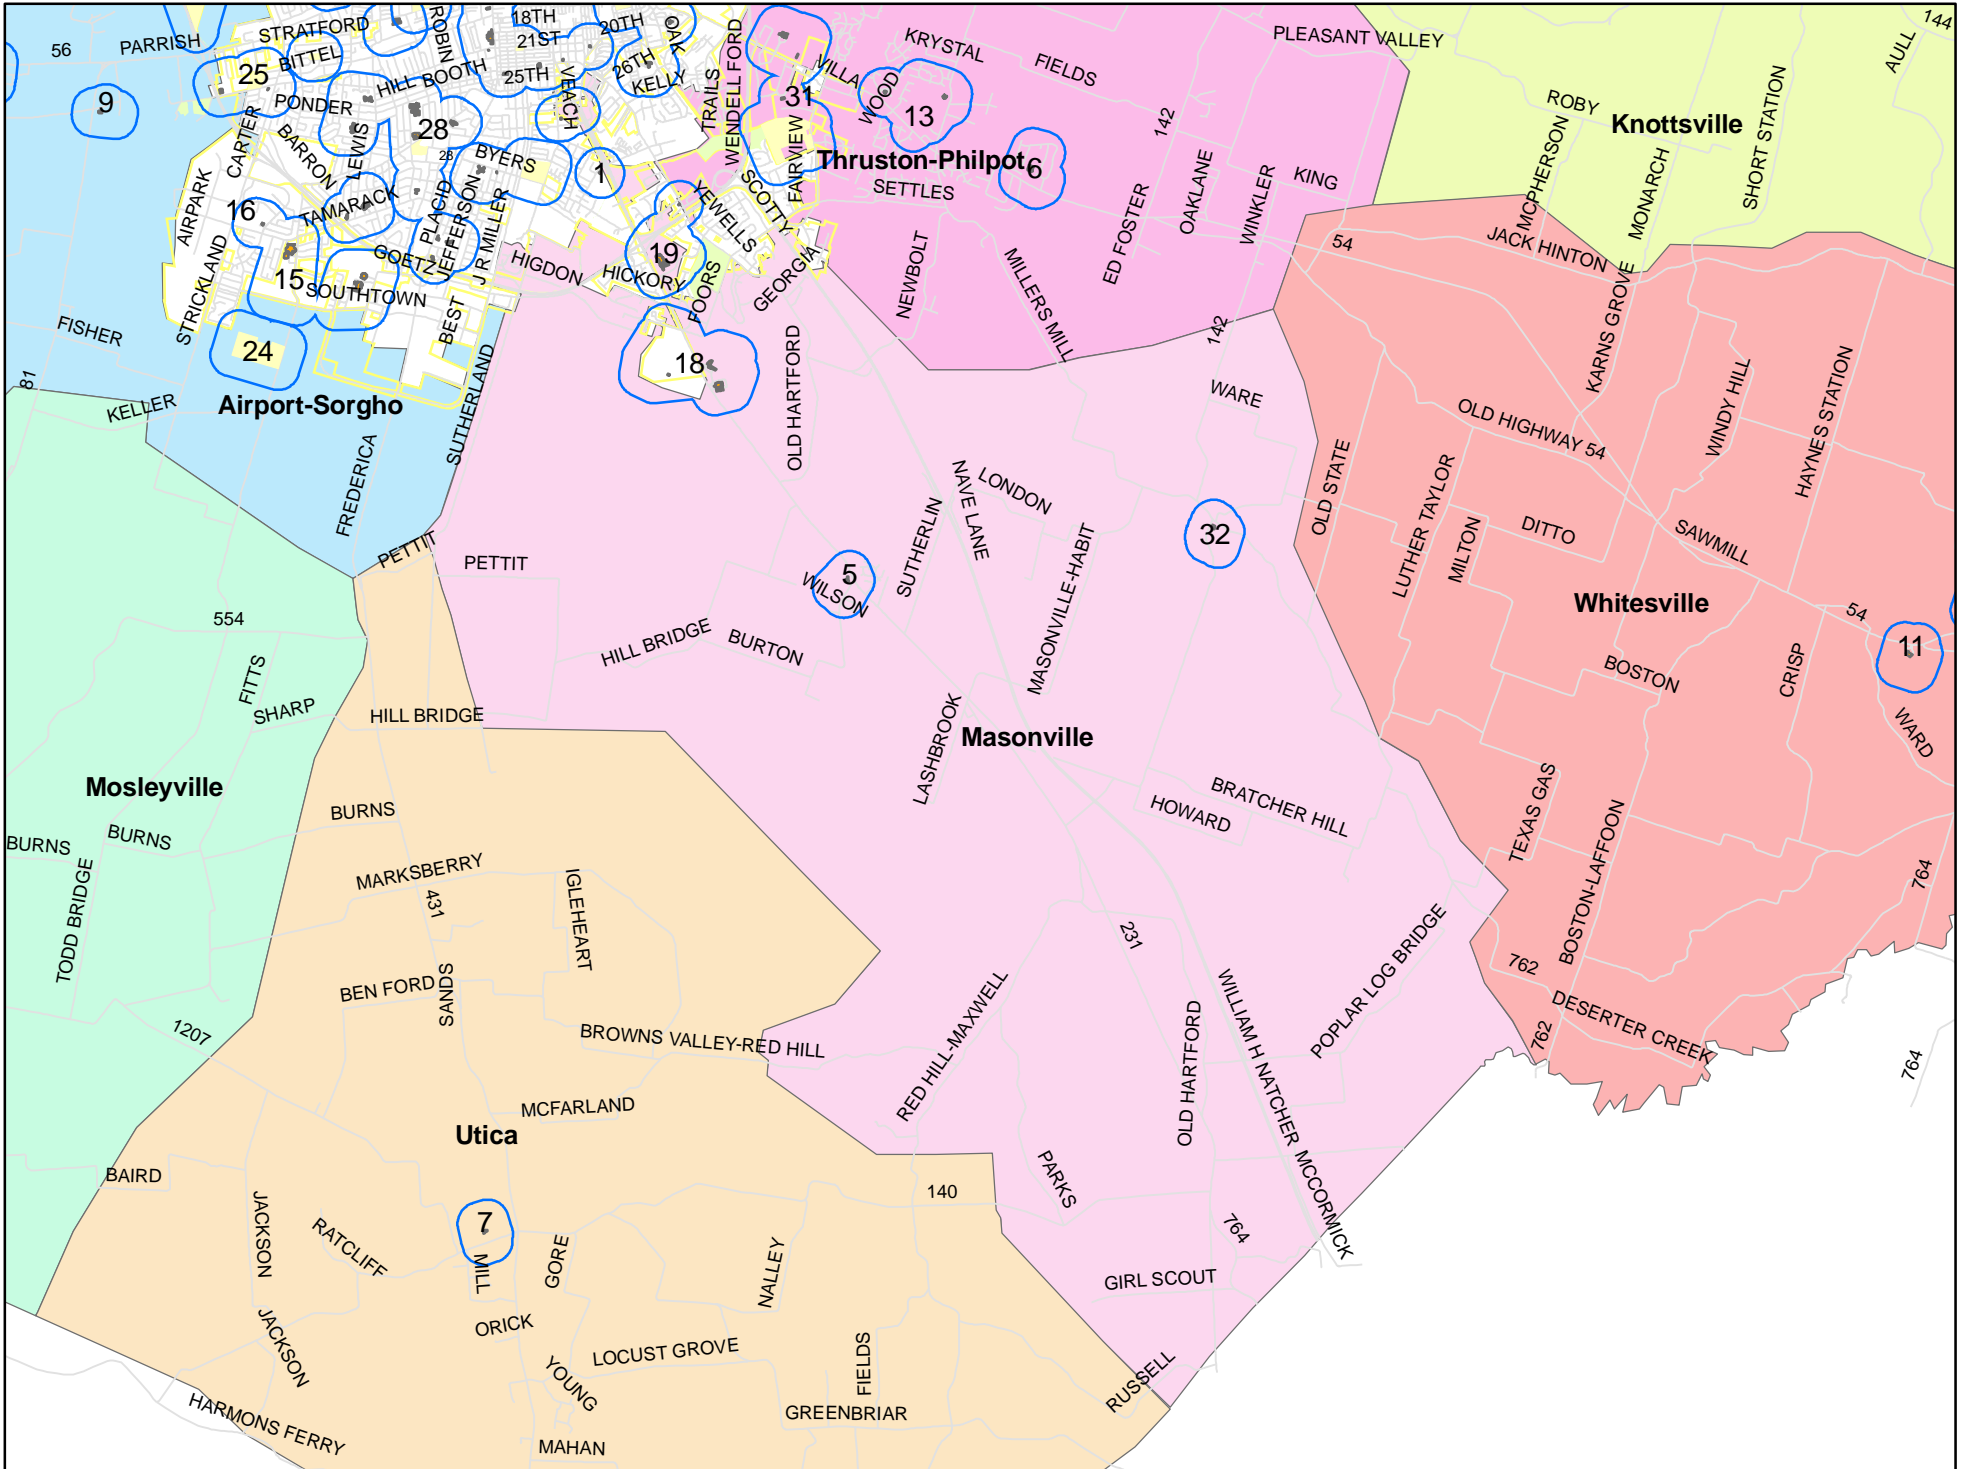 144
18TH
20TH
OAK
ROBIN
STRATFORD
56
PARRISH
21ST
WENDELL FORD
KRYSTAL
PLEASANT VALLEY
AULL
BITTEL
25
HILL BOOTH
25TH
26TH
VEACH
KELLY
TRAILS
VILLA
FIELDS
SHORT STATION
9
PONDER
31
WOOD
13
142
ROBY
Knottsville
CARTER
28
BARRON
LEWIS
28
BYERS
1
FAIRVIEW
Thruston-Philpot
6
MCPHERSON
MONARCH
AIRPARK
16
TAMARACK
PLACID
JEFFERSON
J R MILLER
YEWELLS
SCOTTY
SETTLES
OAKLANE
WINKLER
KING
STRICKLAND
15
GOETZ
SOUTHTOWN
HIGDON
19
HICKORY
FOORS
GEORGIA
NEWBOLT
MILLERS MILL
ED FOSTER
54
JACK HINTON
KARNS GROVE
FISHER
24
BEST
SUTHERLAND
18
OLD HARTFORD
142
WARE
81
KELLER
Airport-Sorgho
OLD HIGHWAY 54
WINDY HILL
HAYNES STATION
FREDERICA
NAVE LANE
LONDON
SUTHERLIN
OLD STATE
LUTHER TAYLOR
MILTON
DITTO
SAWMILL
32
PETTIT
PETTIT
5
WILSON
MASONVILLE-HABIT
Whitesville
54
11
554
FITTS
SHARP
HILL BRIDGE
BURTON
BOSTON
CRISP
WARD
HILL BRIDGE
LASHBROOK
Masonville
Mosleyville
BURNS
BURNS
BURNS
TODD BRIDGE
MARKSBERRY
431
IGLEHEART
HOWARD
BRATCHER HILL
TEXAS GAS
BOSTON-LAFFOON
764
231
POPLAR LOG BRIDGE
762
BEN FORD
SANDS
RED HILL-MAXWELL
WILLIAM H NATCHER
DESERTER CREEK
762
764
1207
BROWNS VALLEY-RED HILL
OLD HARTFORD
MCFARLAND
Utica
BAIRD
PARKS
MCCORMICK
140
JACKSON
RATCLIFF
7
MILL
GORE
NALLEY
764
GIRL SCOUT
JACKSON
ORICK
LOCUST GROVE
YOUNG
FIELDS
RUSSELL
HARMONS FERRY
GREENBRIAR
MAHAN